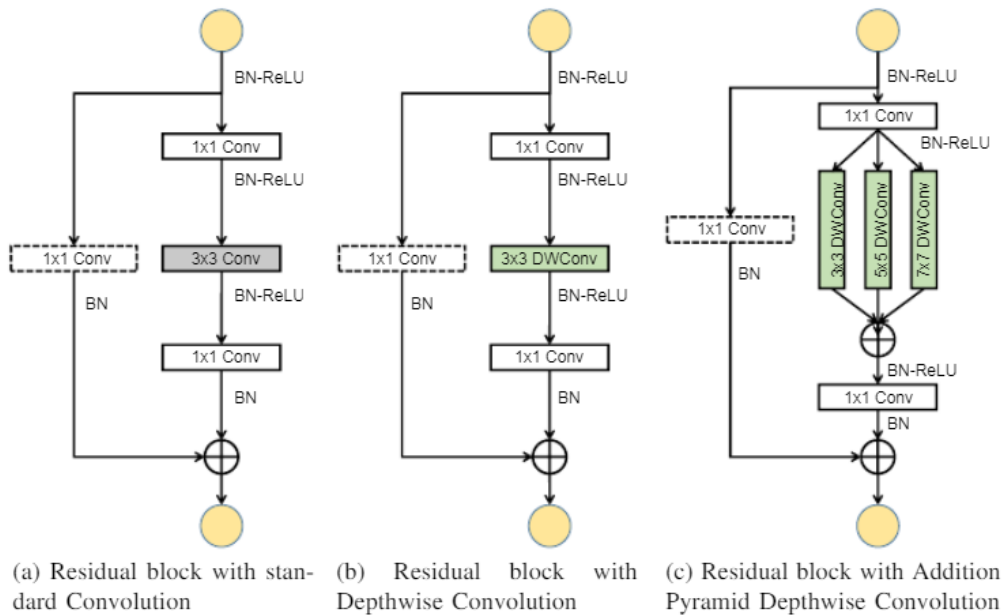 BN-ReLU
1x1 Conv
BN-ReLU
1x1 Conv
3x3 Conv
BN
BN-ReLU
1x1 Conv
BN
(a) Residual block with stan-
dard Convolution
BN-ReLU
1x1 Conv
BN-ReLU
1x1 Conv
3x3 DWConv
BN
BN-ReLU
1x1 Conv
BN
(b) Residual block with
Depthwise Convolution
BN-ReLU
1x1 Conv
BN-ReLU
3x3 DWConv
5x5 DWConv
7x7 DWConv
1x1 Conv
BN
BN-ReLU
1x1 Conv
BN
(c) Residual block with Addition
Pyramid Depthwise Convolution